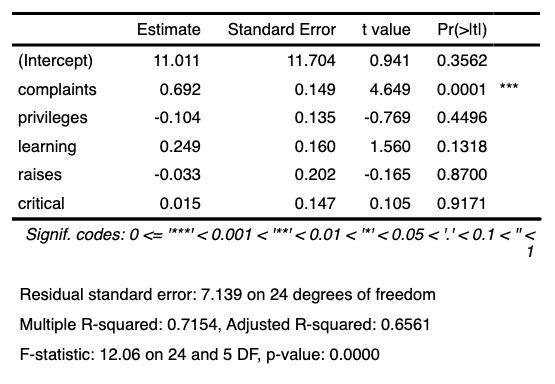 Estimate Standard Error t value Pr(>|t|)
(Intercept) 11.011 11.704 0.941 0.3562
complaints 0.692 0.149 4.649 0.0001 ***
privileges -0.104 0.135 -0.769 0.4496
learning 0.249 0.160 1.560 0.1318
raises -0.033 0.202 -0.165 0.8700
critical 0.015 0.147 0.105 0.9171
Signif. codes: 0 <= '***' < 0.001 < '**' < 0.01 < '*' < 0.05 < '.' < 0.1 < '' <
1
Residual standard error: 7.139 on 24 degrees of freedom
Multiple R-squared: 0.7154, Adjusted R-squared: 0.6561
F-statistic: 12.06 on 24 and 5 DF, p-value: 0.0000